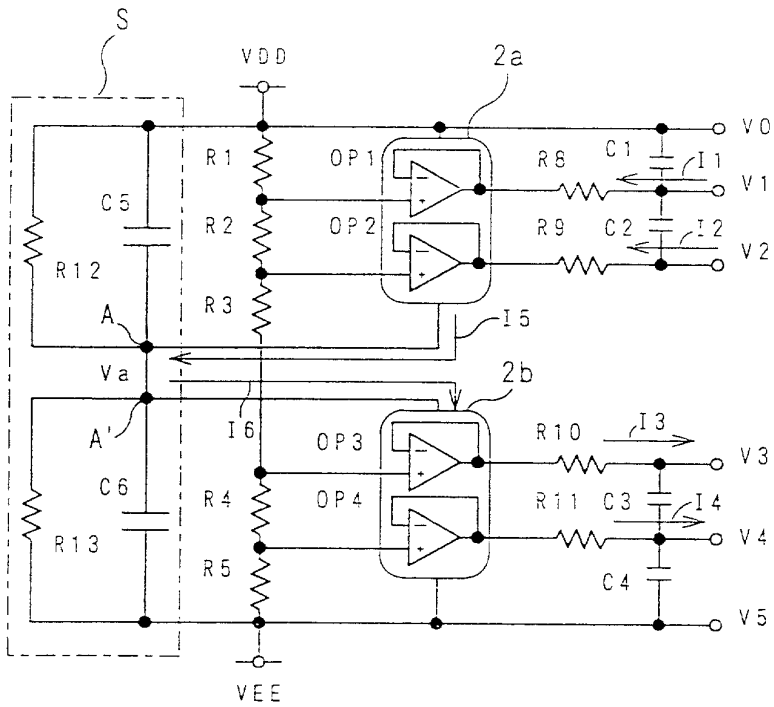 S
VDD
2a
V0
R1
OP1
R8
C1
I1
V1
C5
R2
OP2
R9
C2
I2
V2
R12
R3
A
I5
Va
2b
A'
I6
OP3
R10
I3
V3
C6
R4
OP4
R11
C3
I4
V4
R13
R5
C4
V5
VEE